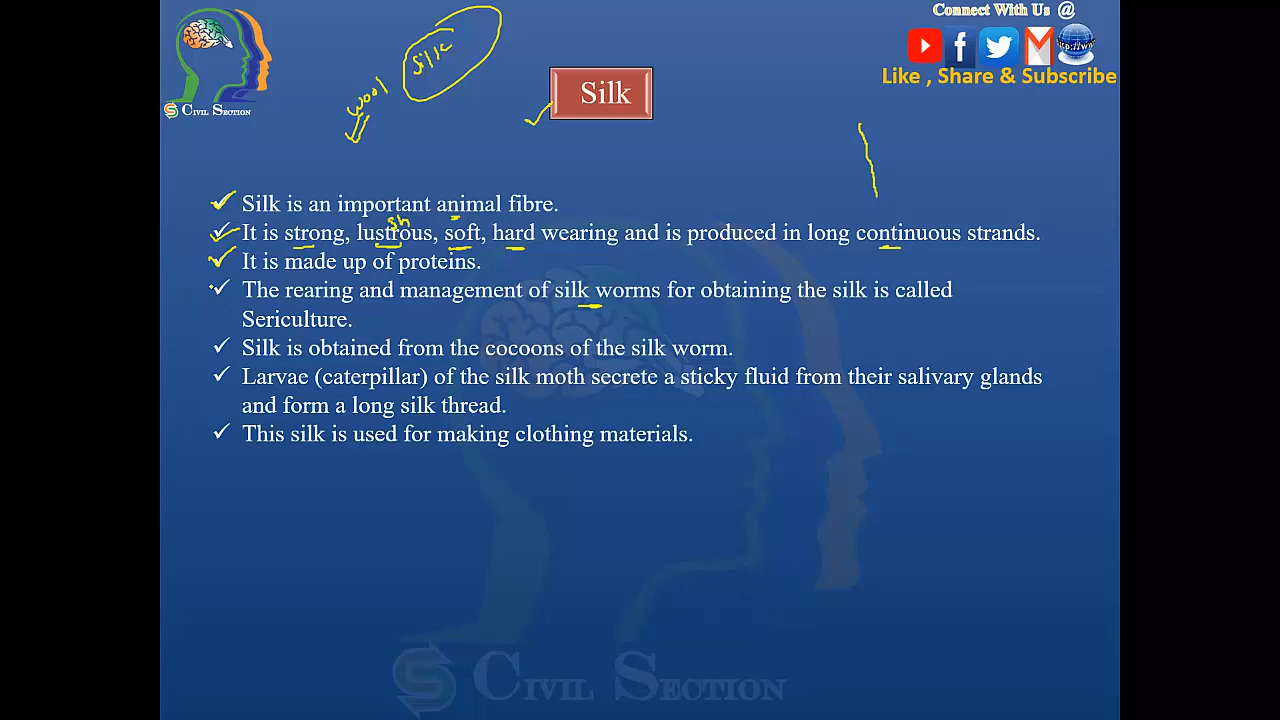 Connect With Us @
http://www
Like , Share & Subscribe
S CIVIL SECTION
silk
wool
Silk
Silk is an important animal fibre.
sh
It is strong, lustrous, soft, hard wearing and is produced in long continuous strands.
It is made up of proteins.
The rearing and management of silk worms for obtaining the silk is called
Sericulture.
Silk is obtained from the cocoons of the silk worm.
Larvae (caterpillar) of the silk moth secrete a sticky fluid from their salivary glands
and form a long silk thread.
This silk is used for making clothing materials.
S CIVIL SECTION